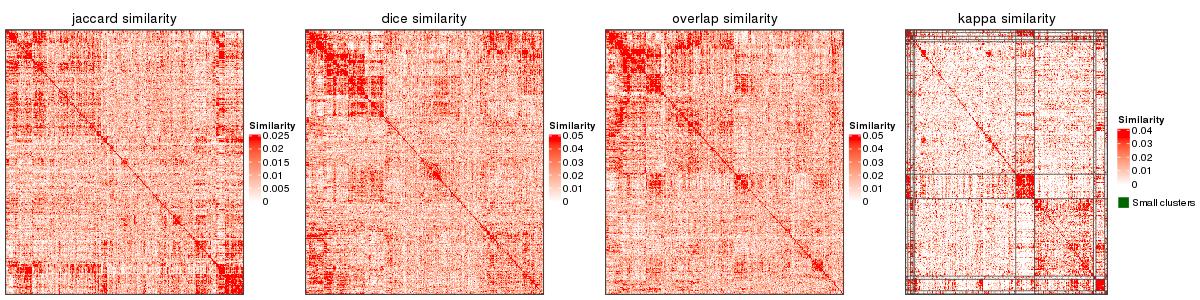 jaccard similarity
Similarity
0.025
0.02
0.015
0.01
0.005
0
dice similarity
Similarity
0.05
0.04
0.03
0.02
0.01
0
overlap similarity
Similarity
0.05
0.04
0.03
0.02
0.01
0
kappa similarity
Similarity
0.04
0.03
0.02
0.01
0
Small clusters